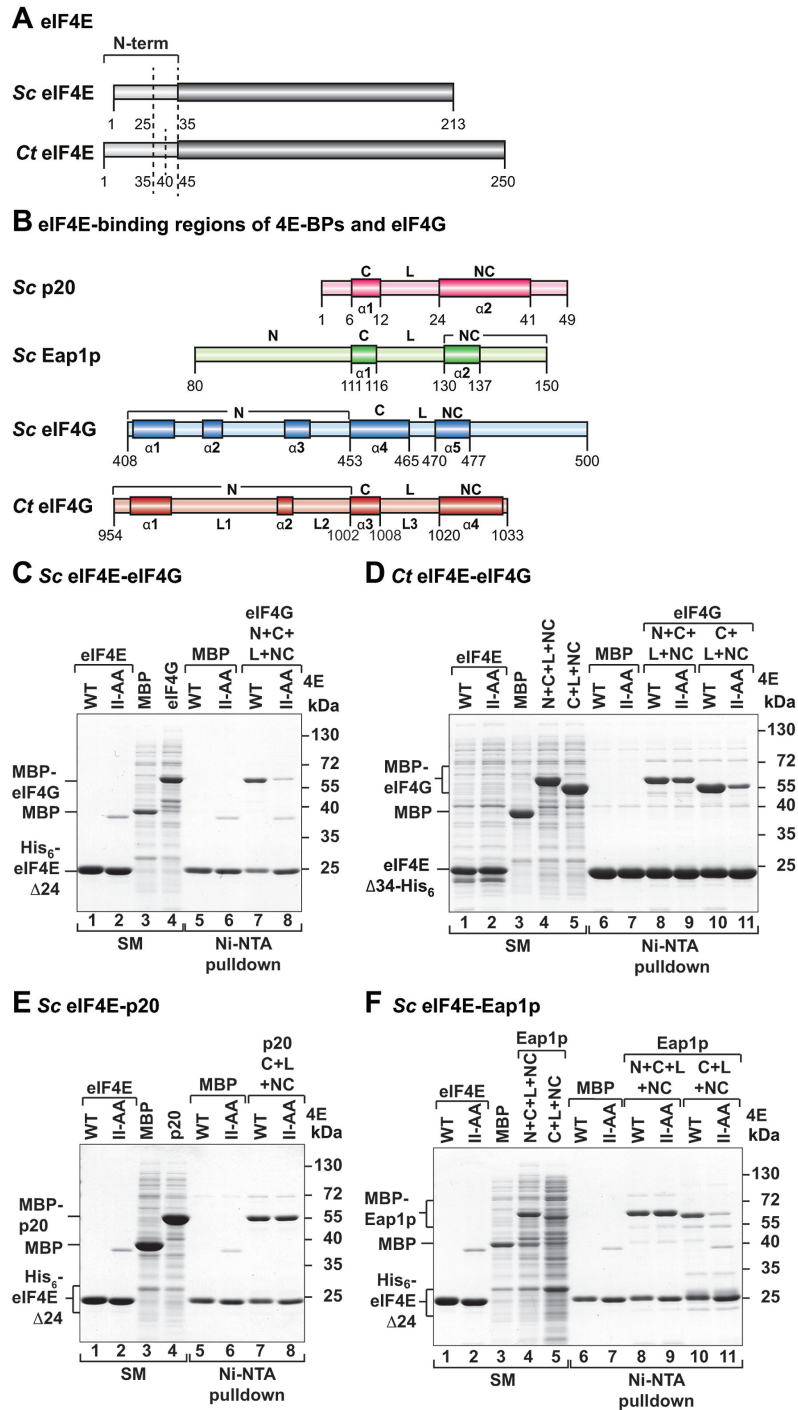 A eIF4E
N-term
Sc eIF4E
1 25 35 213
Ct eIF4E
1 35 40 45 250
B eIF4E-binding regions of 4E-BPs and eIF4G
C L NC
Sc p20
α1 α2
1 6 12 24 41 49
N C L NC
Sc Eap1p
α1 α2
80 111 116 130 137 150
N C L NC
Sc eIF4G
α1 α2 α3 α4 α5
408 453 465 470 477 500
N C L NC
Ct eIF4G
α1 L1 α2 L2 α3 L3 α4
954 1002 1008 1020 1033
C Sc eIF4E-eIF4G
eIF4G
N+C+
L+NC
eIF4E MBP
WT II-AA MBP eIF4G WT II-AA WT II-AA 4E
kDa
130
72
55
40
35
25
MBP-
eIF4G
MBP
His6-
eIF4E
Δ24
1 2 3 4 5 6 7 8
SM Ni-NTA
pulldown
D Ct eIF4E-eIF4G
eIF4G
N+C+
L+NC
C+
L+NC
eIF4E MBP
WT II-AA MBP N+C+L+NC C+L+NC WT II-AA WT II-AA WT II-AA 4E
kDa
130
72
55
40
35
25
MBP-
eIF4G
MBP
eIF4E
Δ34-His6
1 2 3 4 5 6 7 8 9 10 11
SM Ni-NTA
pulldown
E Sc eIF4E-p20
p20
C+L
+NC
eIF4E MBP
WT II-AA MBP p20 WT II-AA WT II-AA 4E
kDa
130
72
55
40
35
25
MBP-
p20
MBP
His6-
eIF4E
Δ24
1 2 3 4 5 6 7 8
SM Ni-NTA
pulldown
F Sc eIF4E-Eap1p
Eap1p Eap1p
N+C+L
+NC
C+L
+NC
eIF4E MBP
WT II-AA MBP N+C+L+NC C+L+NC WT II-AA WT II-AA WT II-AA 4E
kDa
130
72
55
40
35
25
MBP-
Eap1p
MBP
His6-
eIF4E
Δ24
1 2 3 4 5 6 7 8 9 10 11
SM Ni-NTA
pulldown